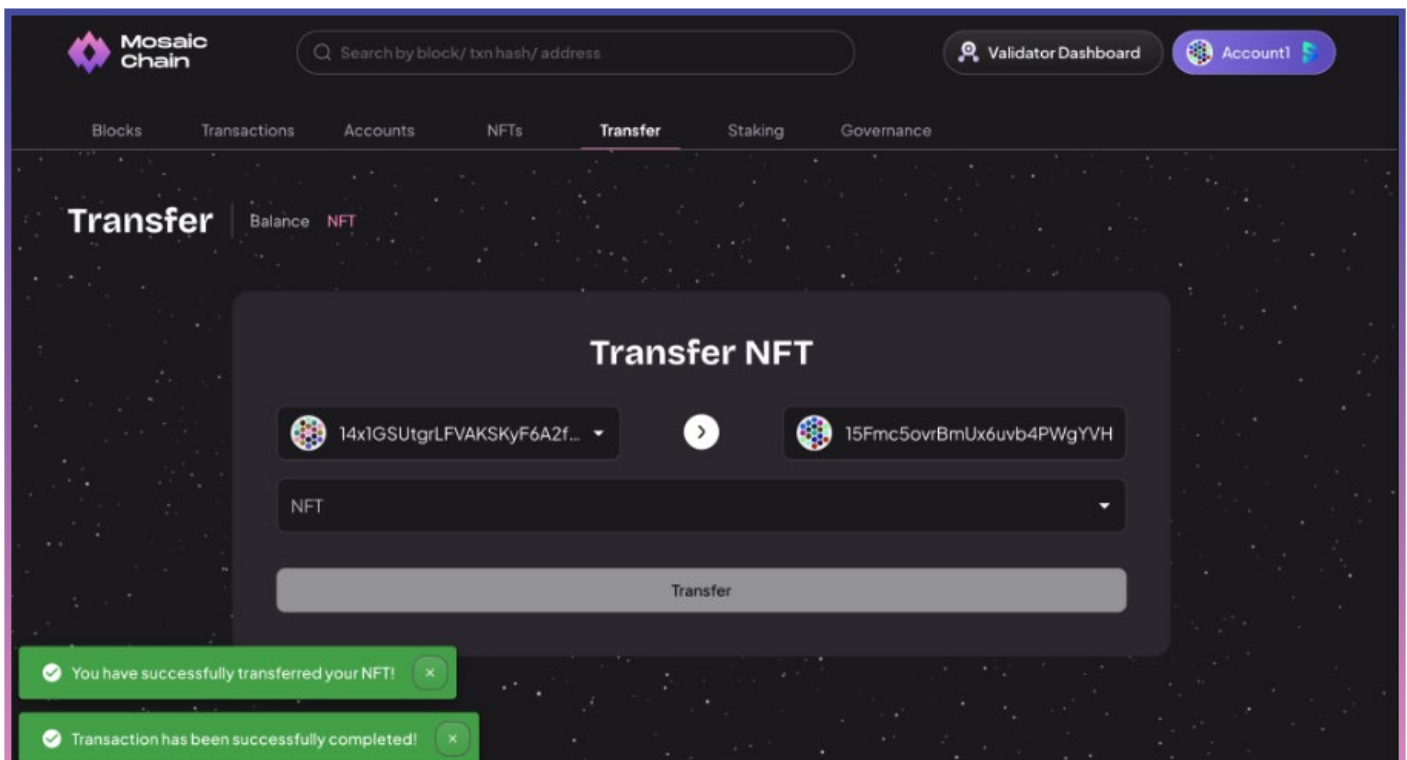 Mosaic
Chain
Search by block/ txn hash/ address
Validator Dashboard
Account1
Blocks Transactions Accounts NFTs Transfer Staking Governance
Transfer Balance NFT
Transfer NFT
14x1GSUtgrLFVAKSKyF6A2f...
15Fmc5ovrBmUx6uvb4PWgYVH
NFT
Transfer
You have successfully transferred your NFT!
Transaction has been successfully completed!